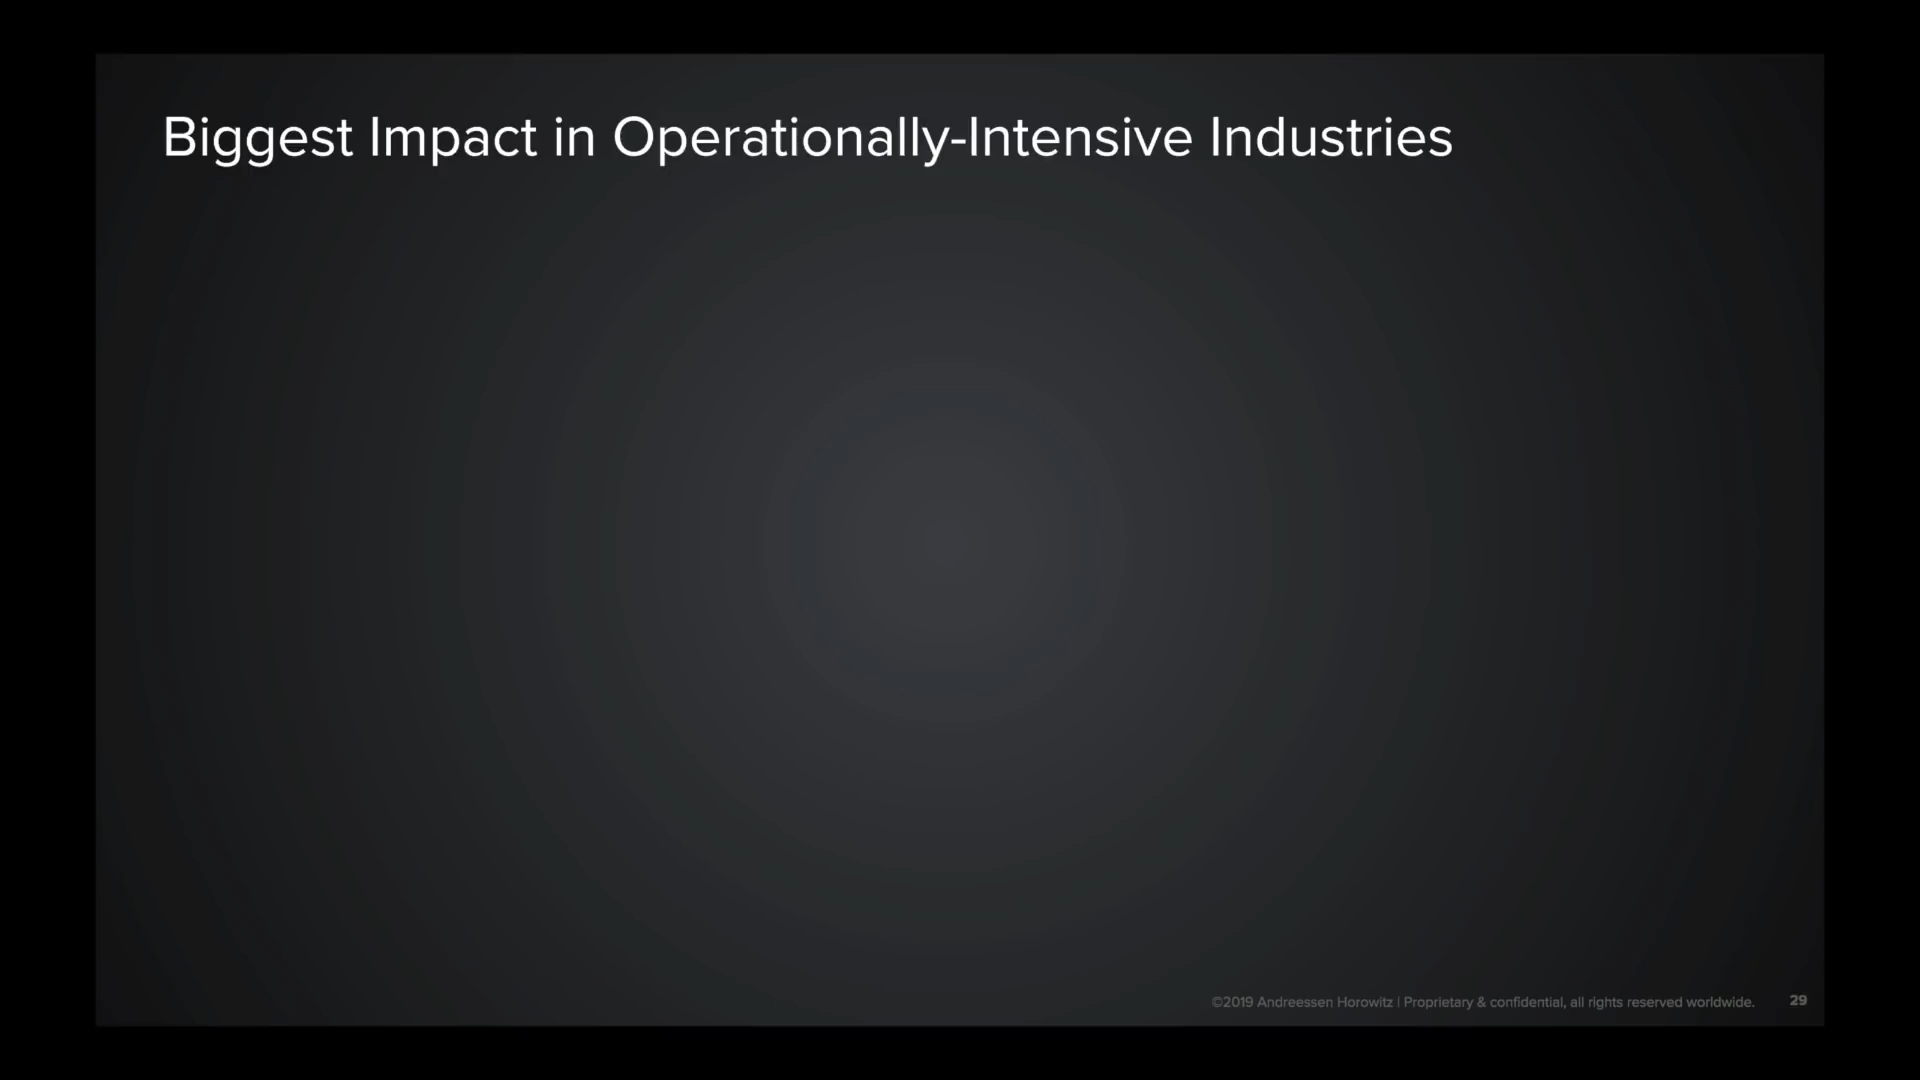 Biggest Impact in Operationally-Intensive Industries
©2019 Andreessen Horowitz | Proprietary & confidential, all rights reserved worldwide. 29